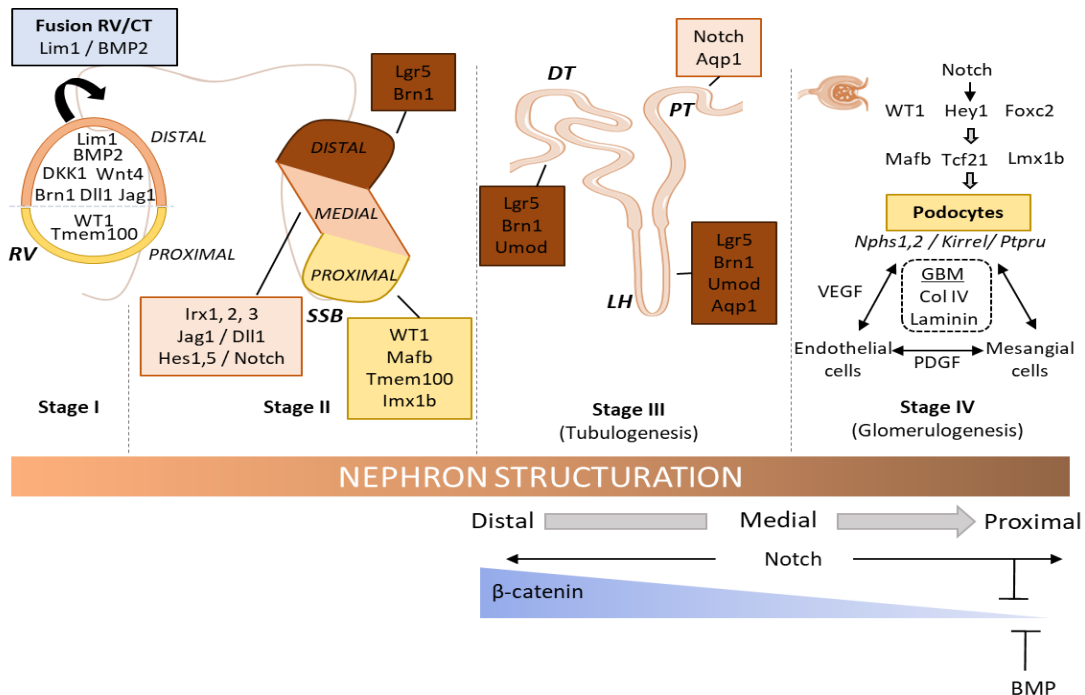 Fusion RV/CT
Lim1 / BMP2
DISTAL
Lim1
BMP2
DKK1 Wnt4
Brn1 Dll1 Jag1
WT1
Tmem100
RV
PROXIMAL
Stage I
Lgr5
Brn1
DISTAL
MEDIAL
PROXIMAL
SSB
Irx1, 2, 3
Jag1 / Dll1
Hes1,5 / Notch
WT1
Mafb
Tmem100
Imx1b
Stage II
Notch
Aqp1
DT
PT
Lgr5
Brn1
Umod
Lgr5
Brn1
Umod
Aqp1
LH
Stage III
(Tubulogenesis)
Notch
WT1 Hey1 Foxc2
Mafb Tcf21 Lmx1b
Podocytes
Nphs1,2 / Kirrel/ Ptpru
VEGF
GBM
Col IV
Laminin
Endothelial
cells
PDGF
Mesangial
cells
Stage IV
(Glomerulogenesis)
NEPHRON STRUCTURATION
Distal Medial Proximal
Notch
β-catenin
BMP